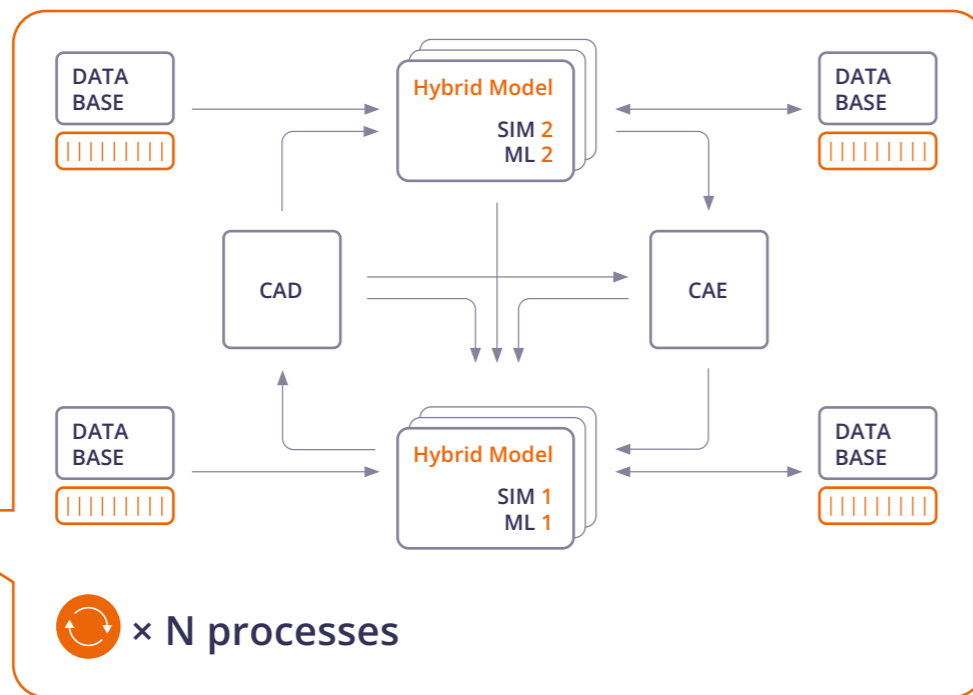 DATA
BASE
Hybrid Model
SIM 2
ML 2
DATA
BASE
CAD
CAE
DATA
BASE
Hybrid Model
SIM 1
ML 1
DATA
BASE
× N processes